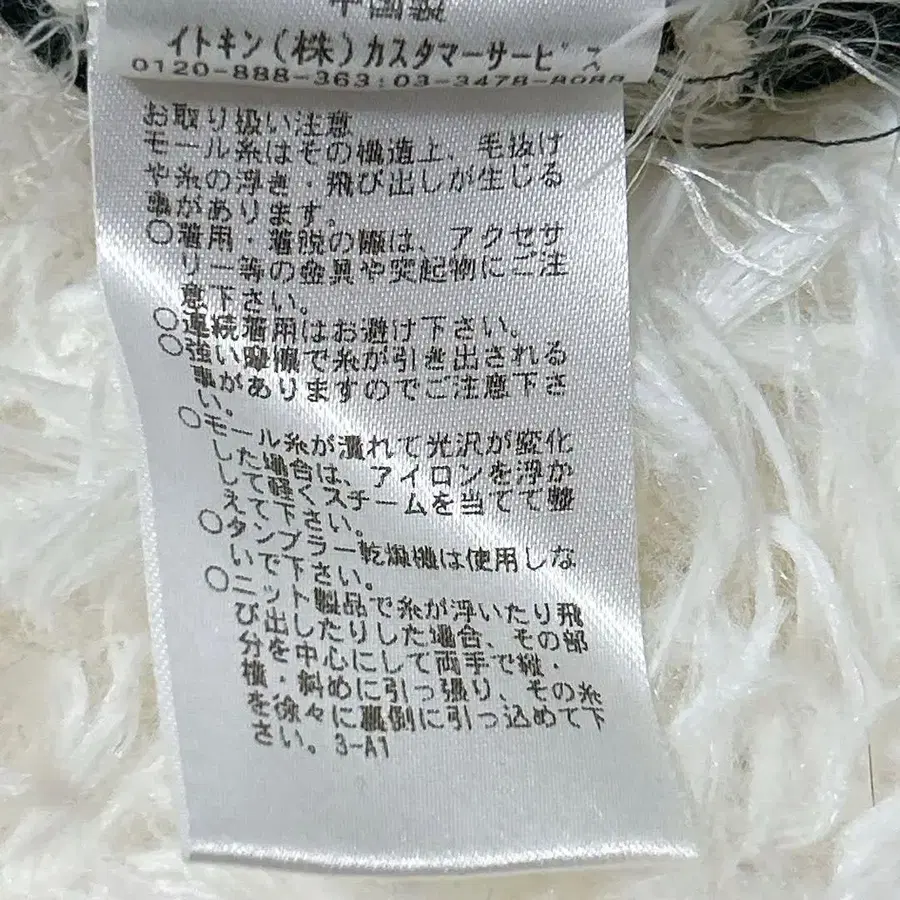 中国製
イトキン(株)カスタマーサービス
0120-888-363:03-3478-8088
お取り扱い注意
モール糸はその構造上、毛抜け
や糸の浮き・飛び出しが生じる
事があります。
○着用・着脱の際は、アクセサ
リー等の金具や突起物にご注
意下さい。
○連続着用はお避け下さい。
○強い摩擦で糸が引き出される
事がありますのでご注意下さ
い。
○モール糸が潰れて光沢が変化
した場合は、アイロンを浮か
して軽くスチームを当てて整
えて下さい。
○タンブラー乾燥機は使用しな
いで下さい。
○ニット製品で糸が浮いたり飛
び出したりした場合、その部
分を中心にして両手で縦・
横・斜めに引っ張り、その糸
を徐々に裏側に引っ込めて下
さい。3-A1